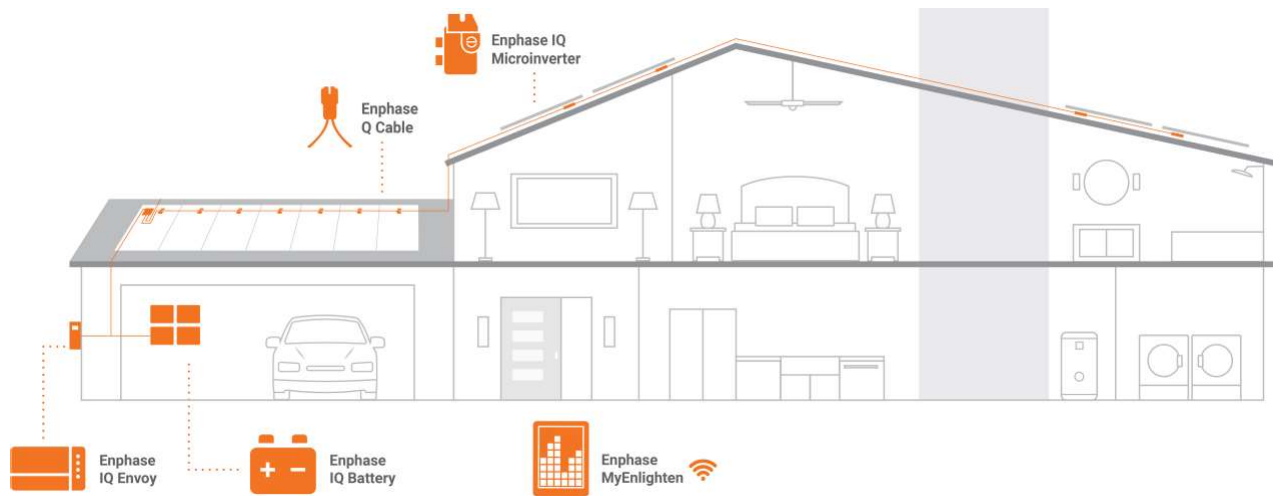 Enphase IQ
Microinverter
Enphase
Q Cable
Enphase
IQ Envoy
Enphase
IQ Battery
Enphase
MyEnlighten